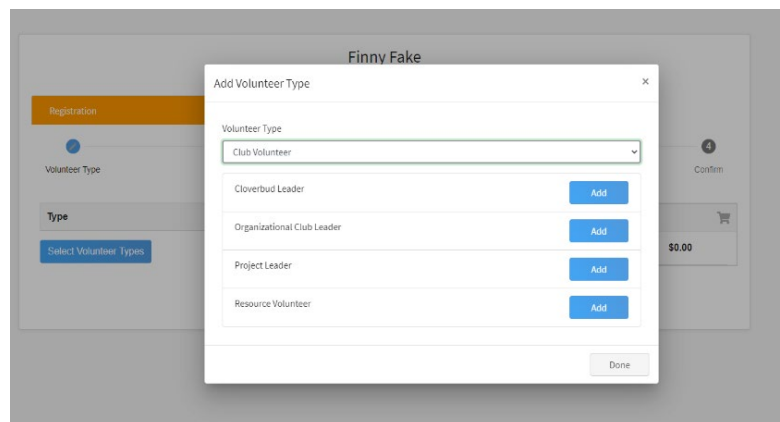 Finny Fake
Add Volunteer Type ×
Registration
Volunteer Type
Club Volunteer
4
Volunteer Type
Confirm
Cloverbud Leader Add
Type
Organizational Club Leader Add
Select Volunteer Types
$0.00
Project Leader Add
Resource Volunteer Add
Done